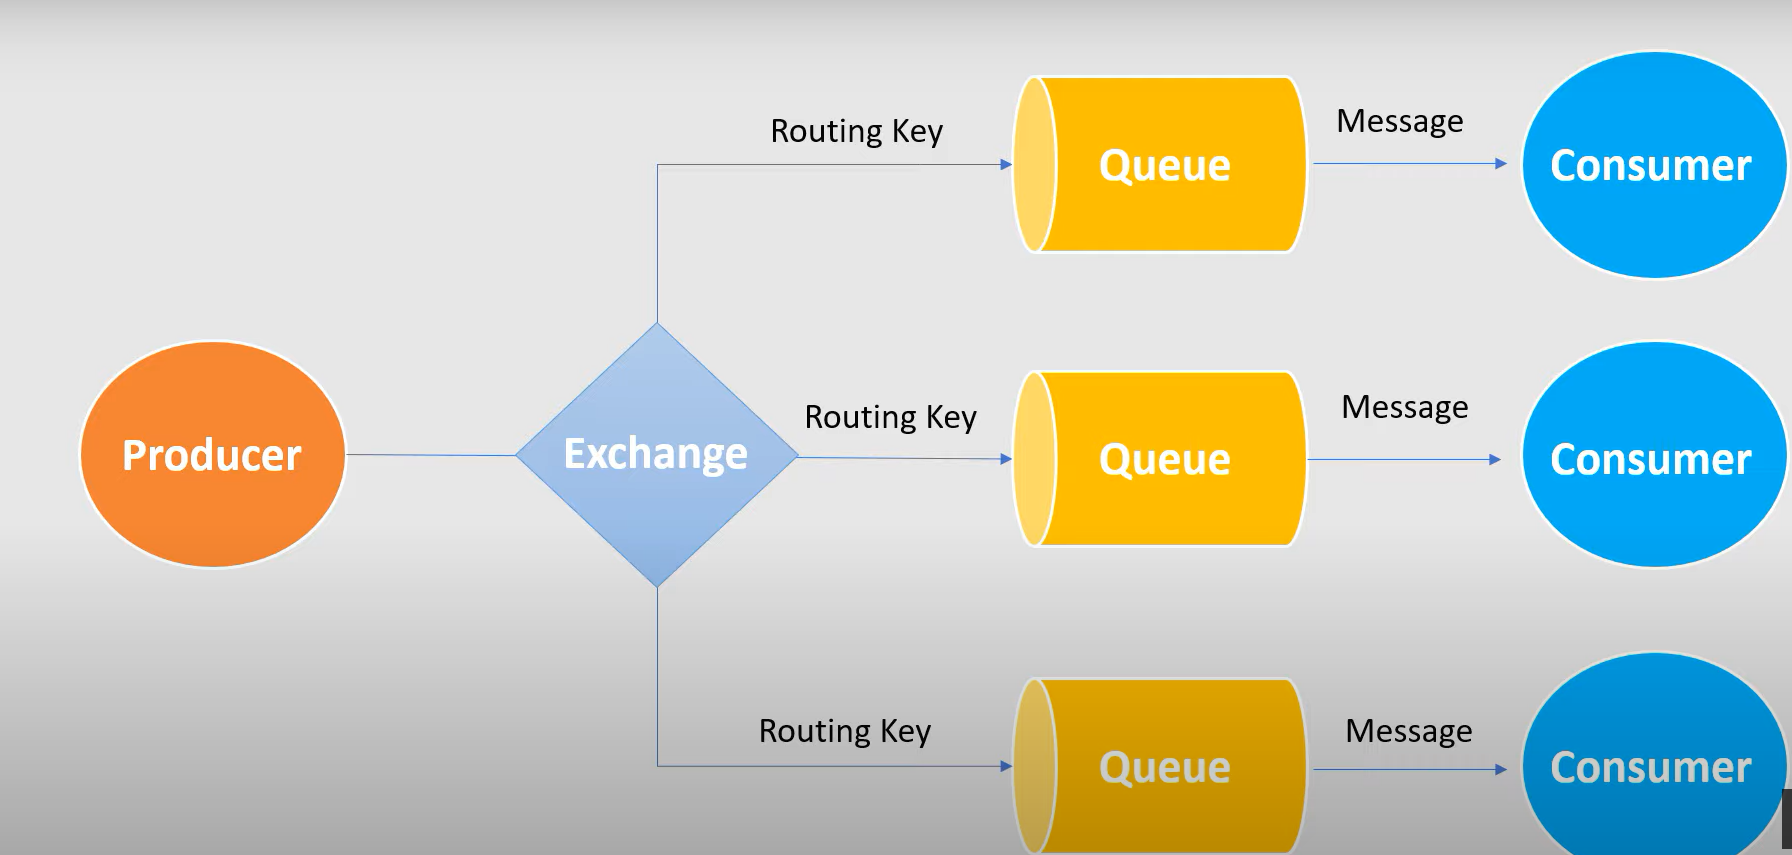 Routing Key
Message
Queue
Consumer
Routing Key
Message
Producer
Exchange
Queue
Consumer
Routing Key
Message
Queue
Consumer